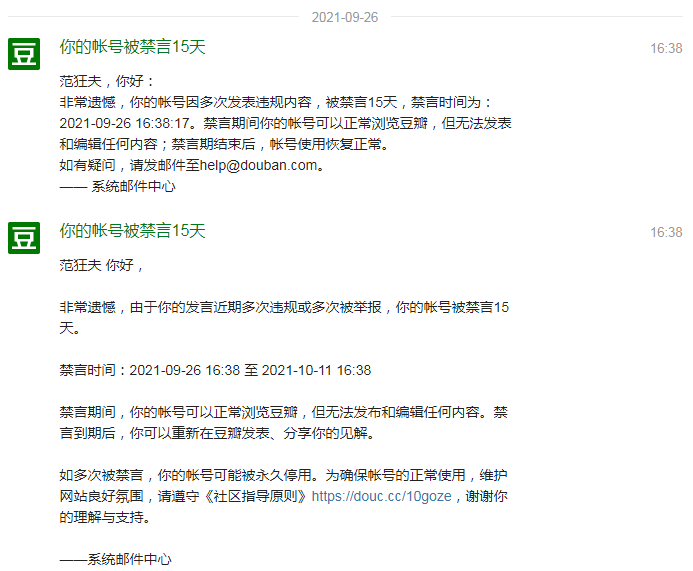 2021-09-26
豆
你的帐号被禁言15天
16:38
范狂夫，你好：
非常遗憾，你的帐号因多次发表违规内容，被禁言15天，禁言时间为：
2021-09-26 16:38:17。禁言期间你的帐号可以正常浏览豆瓣，但无法发表
和编辑任何内容；禁言期结束后，帐号使用恢复正常。
如有疑问，请发邮件至help@douban.com。
—— 系统邮件中心
豆
你的帐号被禁言15天
16:38
范狂夫 你好，
非常遗憾，由于你的发言近期多次违规或多次被举报，你的帐号被禁言15
天。
禁言时间：2021-09-26 16:38 至 2021-10-11 16:38
禁言期间，你的帐号可以正常浏览豆瓣，但无法发布和编辑任何内容。禁
言到期后，你可以重新在豆瓣发表、分享你的见解。
如多次被禁言，你的帐号可能被永久停用。为确保帐号的正常使用，维护
网站良好氛围，请遵守《社区指导原则》https://douc.cc/10goze，谢谢你
的理解与支持。
——系统邮件中心